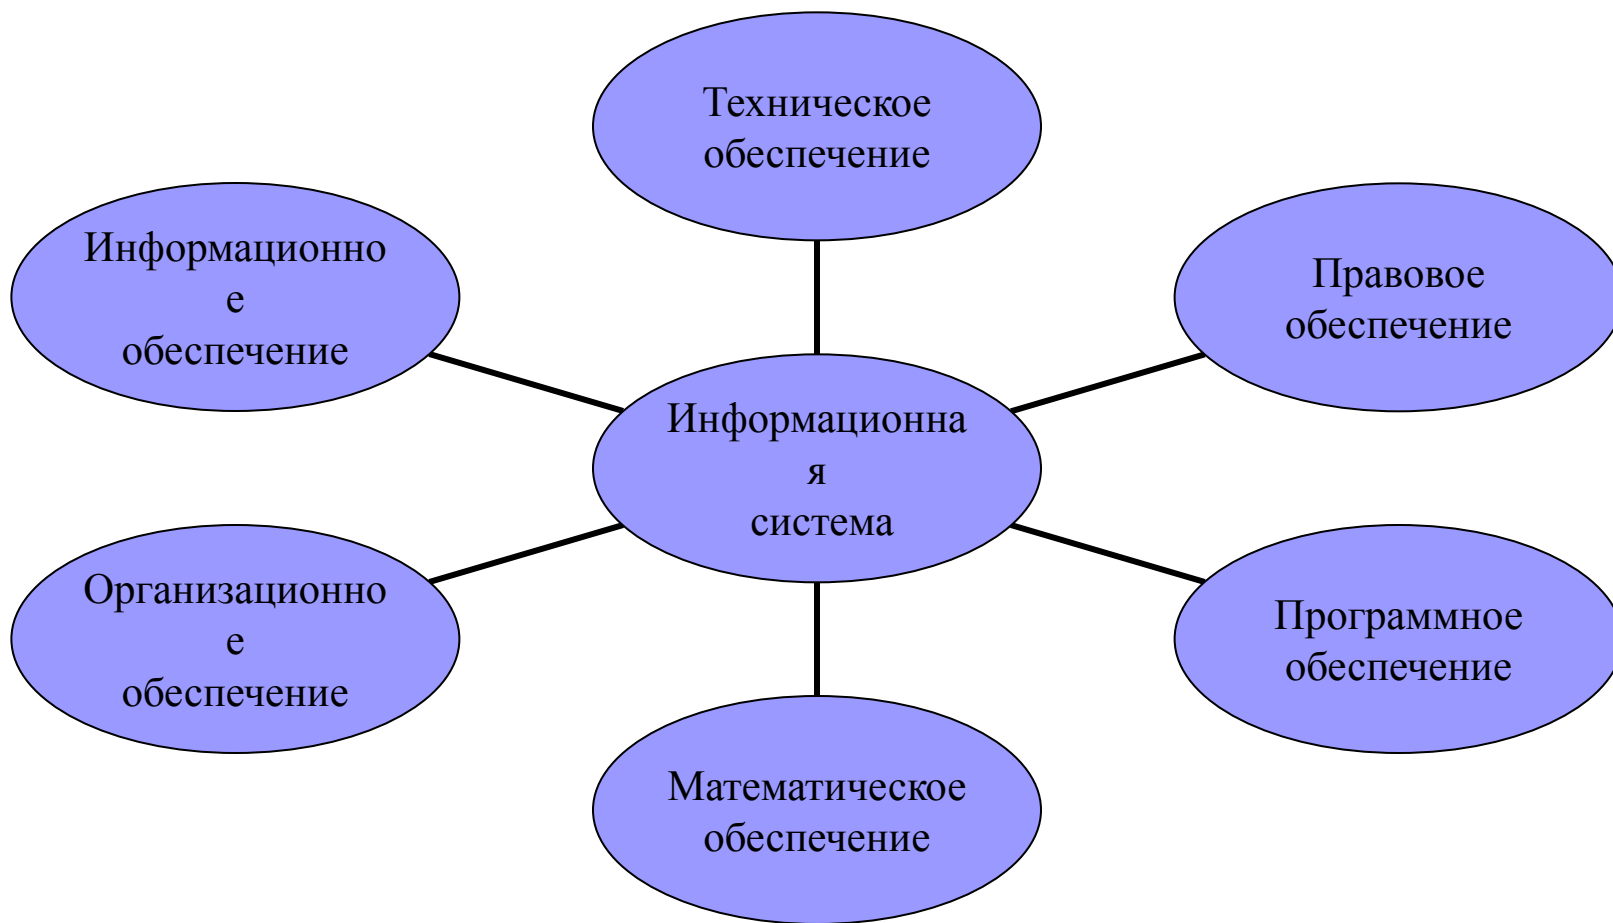 Техническое
обеспечение
Информационно
е
обеспечение
Правовое
обеспечение
Информационна
я
система
Организационно
е
обеспечение
Программное
обеспечение
Математическое
обеспечение